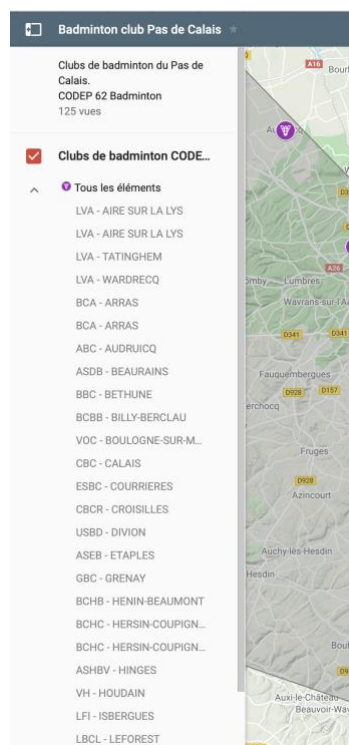 Badminton club Pas de Calais
Clubs de badminton du Pas de
Calais.
CODEP 62 Badminton
125 vues
Clubs de badminton CODE...
Tous les éléments
LVA - AIRE SUR LA LYS
LVA - AIRE SUR LA LYS
LVA - TATINGHEM
LVA - WARDRECQ
BCA - ARRAS
BCA - ARRAS
ABC - AUDRUICQ
ASDB - BEAURAINS
BBC - BETHUNE
BCBB - BILLY-BERCLAU
VOC - BOULOGNE-SUR-M...
CBC - CALAIS
ESBC - COURRIERES
CBCR - CROISILLES
USBD - DIVION
ASEB - ETAPLES
GBC - GRENAY
BCHB - HENIN-BEAUMONT
BCHC - HERSIN-COUPIGN...
BCHC - HERSIN-COUPIGN...
ASHBV - HINGES
VH - HOUDAIN
LFI - ISBERGUES
LBCL - LEFOREST
A16
Bourb
A26
Lumbres
Wavrans-sur-l'A
D341
D341
Fauquembergues
D928
D157
Fruges
D928
Azincourt
Auchy-lès-Hesdin
Hesdin
Auxi-le-Château
Beauvoir-Wav